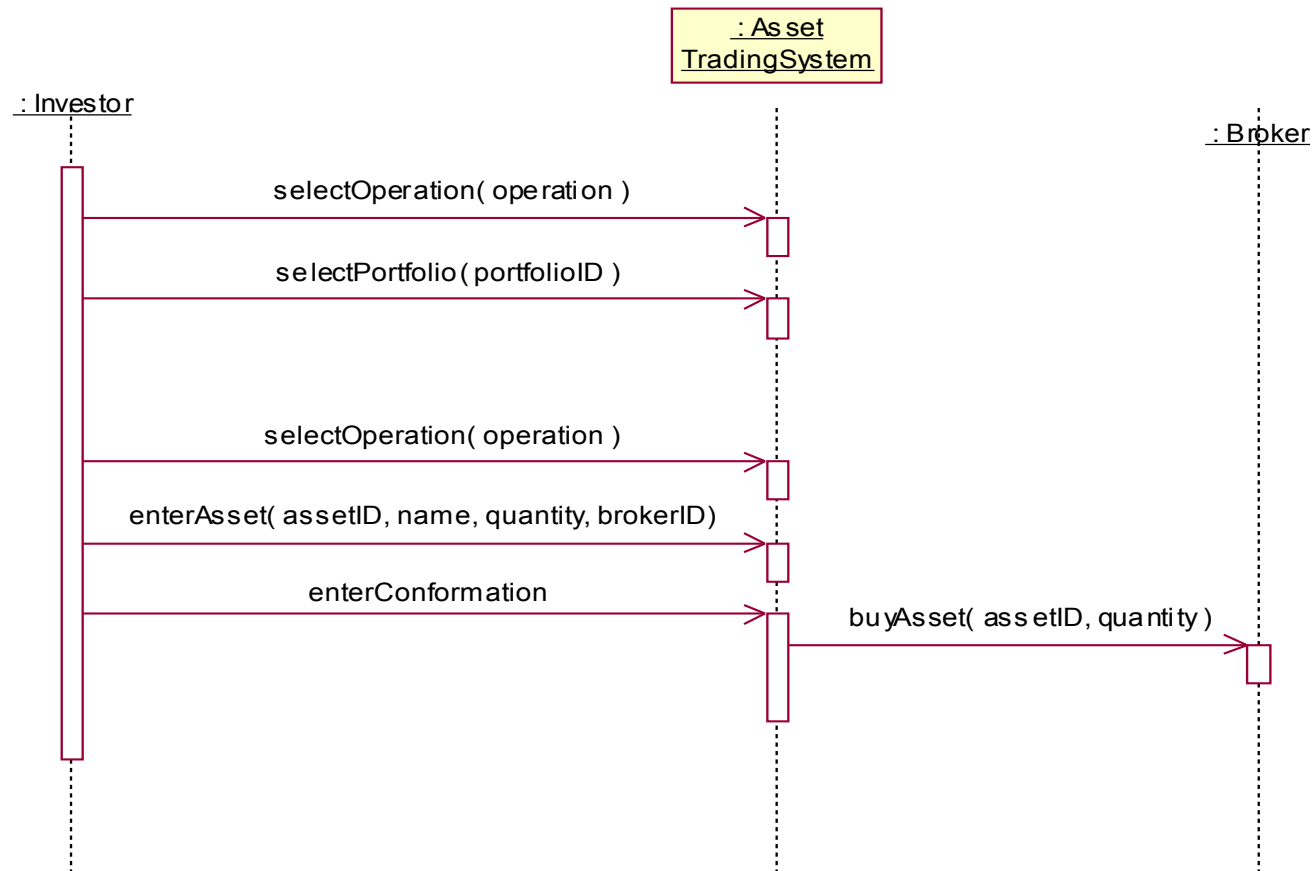 : Asset
TradingSystem
: Investor
: Broker
selectOperation( operation )
selectPortfolio( portfolioID )
selectOperation( operation )
enterAsset( assetID, name, quantity, brokerID)
enterConformation
buyAsset( assetID, quantity )